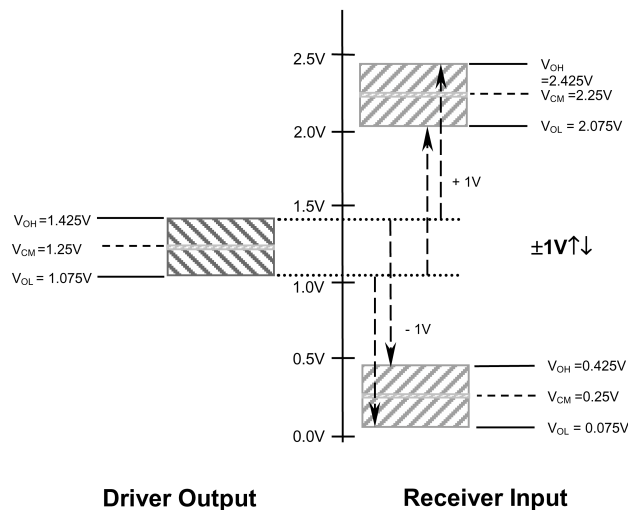 2.5V
2.0V
1.5V
1.0V
0.5V
0.0V
V_OH =1.425V
V_CM =1.25V
V_OL = 1.075V
V_OH
=2.425V
V_CM =2.25V
V_OL = 2.075V
+ 1V
±1V↑↓
- 1V
V_OH =0.425V
V_CM =0.25V
V_OL = 0.075V
Driver Output
Receiver Input